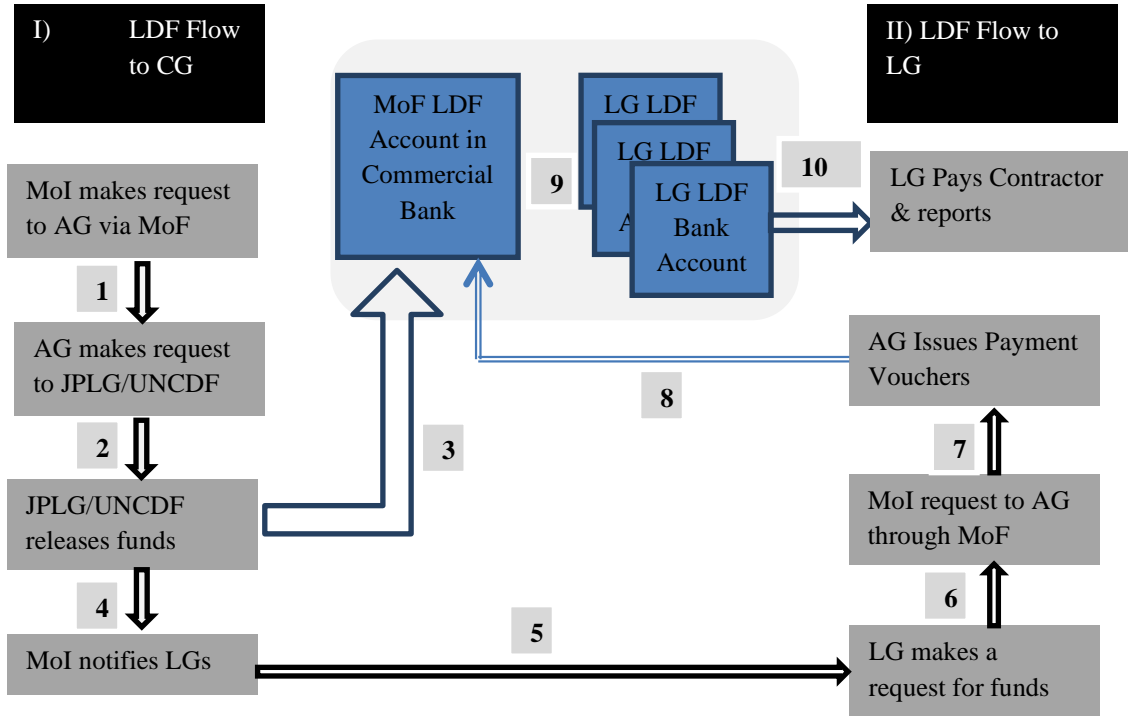 I) LDF Flow
to CG
MoI makes request
to AG via MoF
1
AG makes request
to JPLG/UNCDF
2
JPLG/UNCDF
releases funds
3
4
MoI notifies LGs
5
MoF LDF
Account in
Commercial
Bank
9
LG LDF
LG LDF
A
LG LDF
Bank
Account
10
8
II) LDF Flow to
LG
LG Pays Contractor
& reports
AG Issues Payment
Vouchers
7
MoI request to AG
through MoF
6
LG makes a
request for funds